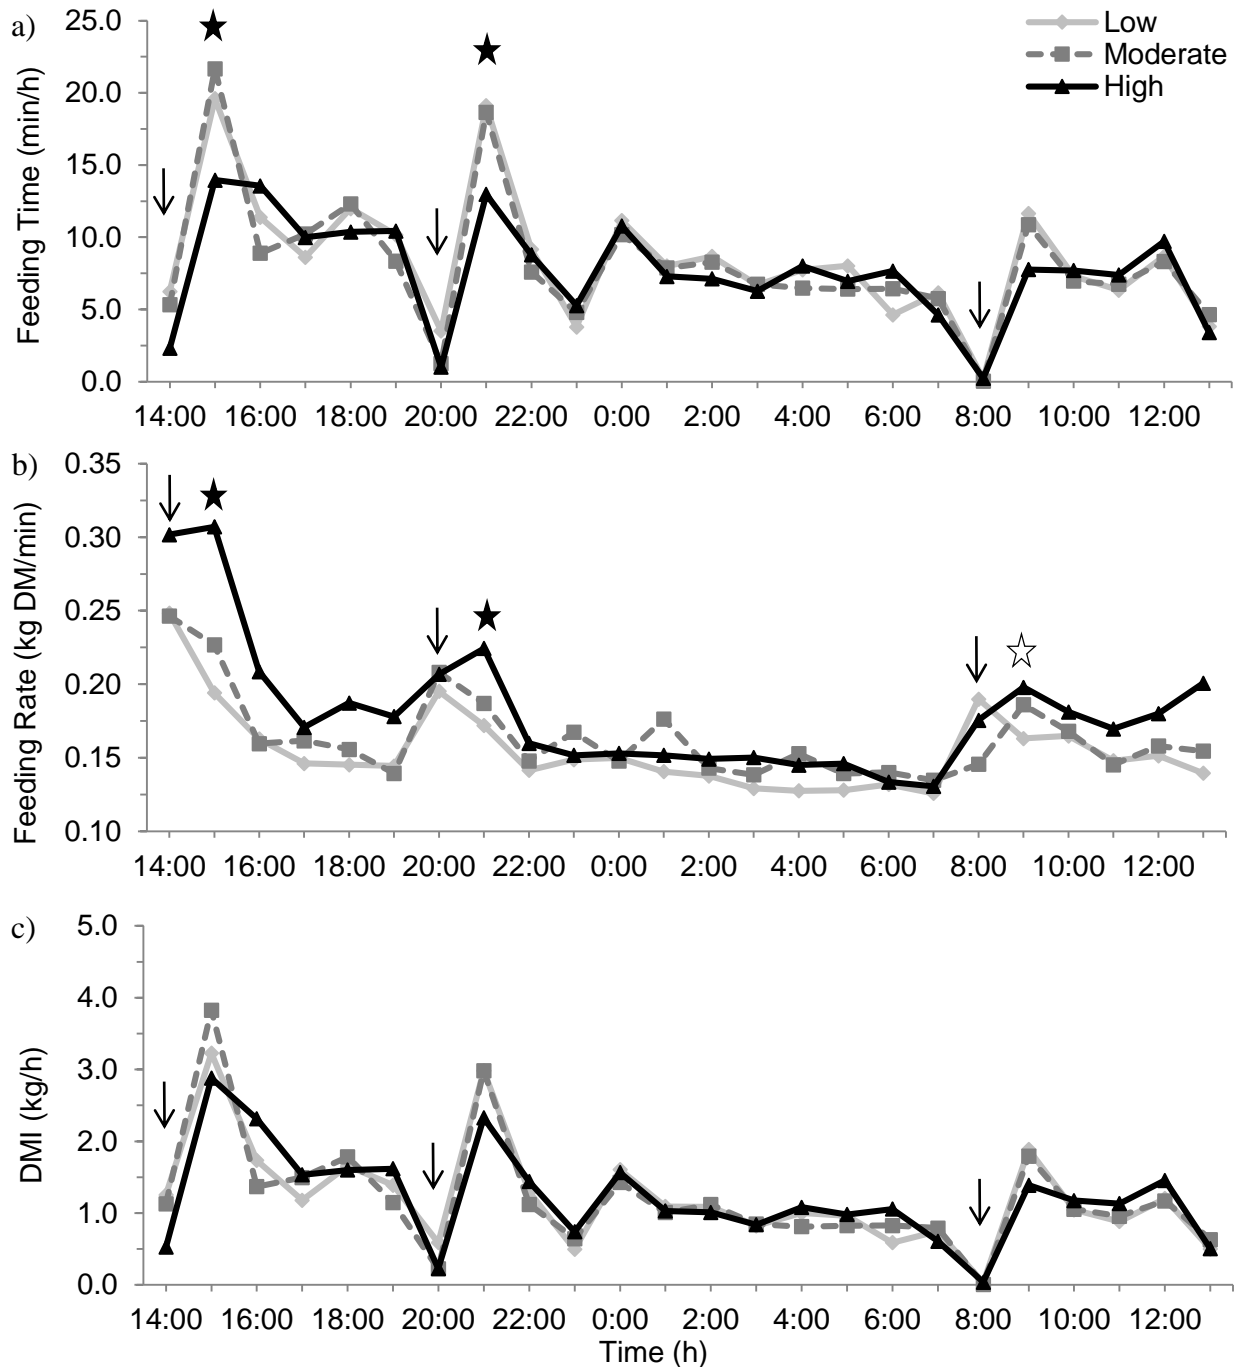 a)
Feeding Time (min/h)
25.0
20.0
15.0
10.0
5.0
0.0
Low
Moderate
High
14:00 16:00 18:00 20:00 22:00 0:00 2:00 4:00 6:00 8:00 10:00 12:00
b)
Feeding Rate (kg DM/min)
0.35
0.30
0.25
0.20
0.15
0.10
14:00 16:00 18:00 20:00 22:00 0:00 2:00 4:00 6:00 8:00 10:00 12:00
c)
DMI (kg/h)
5.0
4.0
3.0
2.0
1.0
0.0
14:00 16:00 18:00 20:00 22:00 0:00 2:00 4:00 6:00 8:00 10:00 12:00
Time (h)